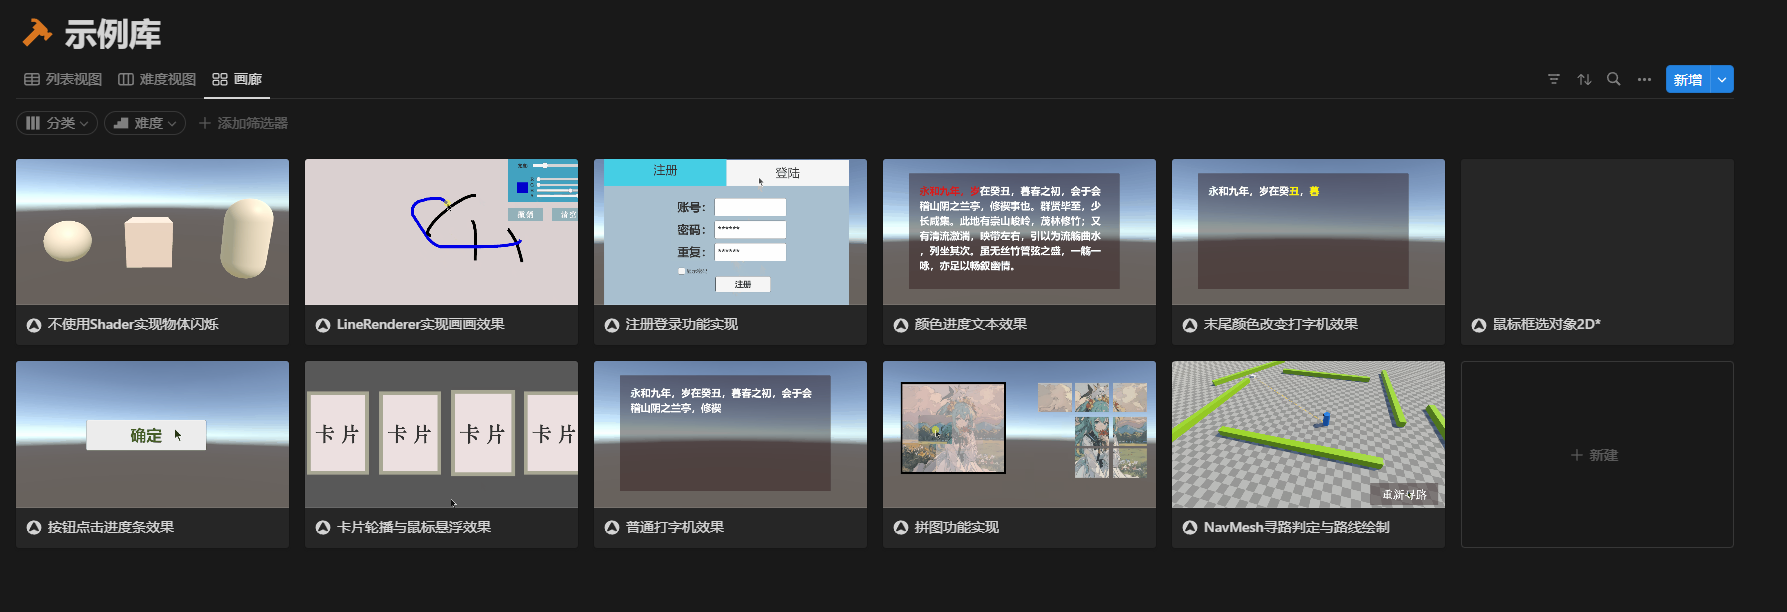 示例库
列表视图 难度视图 画廊
新增
分类 难度 添加筛选器
不使用Shader实现物体闪烁
撤销
LineRenderer实现画画效果
注册 登陆
账号：
密码： ******
重复： ******
注册
注册登录功能实现
永和九年，岁在癸丑，暮春之初，会于会
稽山阴之兰亭，修禊事也。群贤毕至，少
长咸集。此地有崇山峻岭，茂林修竹；又
有清流激湍，映带左右，引以为流觞曲水
，列坐其次。虽无丝竹管弦之盛，一觞一
咏，亦足以畅叙幽情。
颜色进度文本效果
永和九年，岁在癸丑，暮
末尾颜色改变打字机效果
鼠标框选对象2D*
确定
按钮点击进度条效果
卡片 卡片 卡片 卡片
卡片轮播与鼠标悬浮效果
永和九年，岁在癸丑，暮春之初，会于会
稽山阴之兰亭，修禊
普通打字机效果
拼图功能实现
重新寻路
NavMesh寻路判定与路线绘制
新建